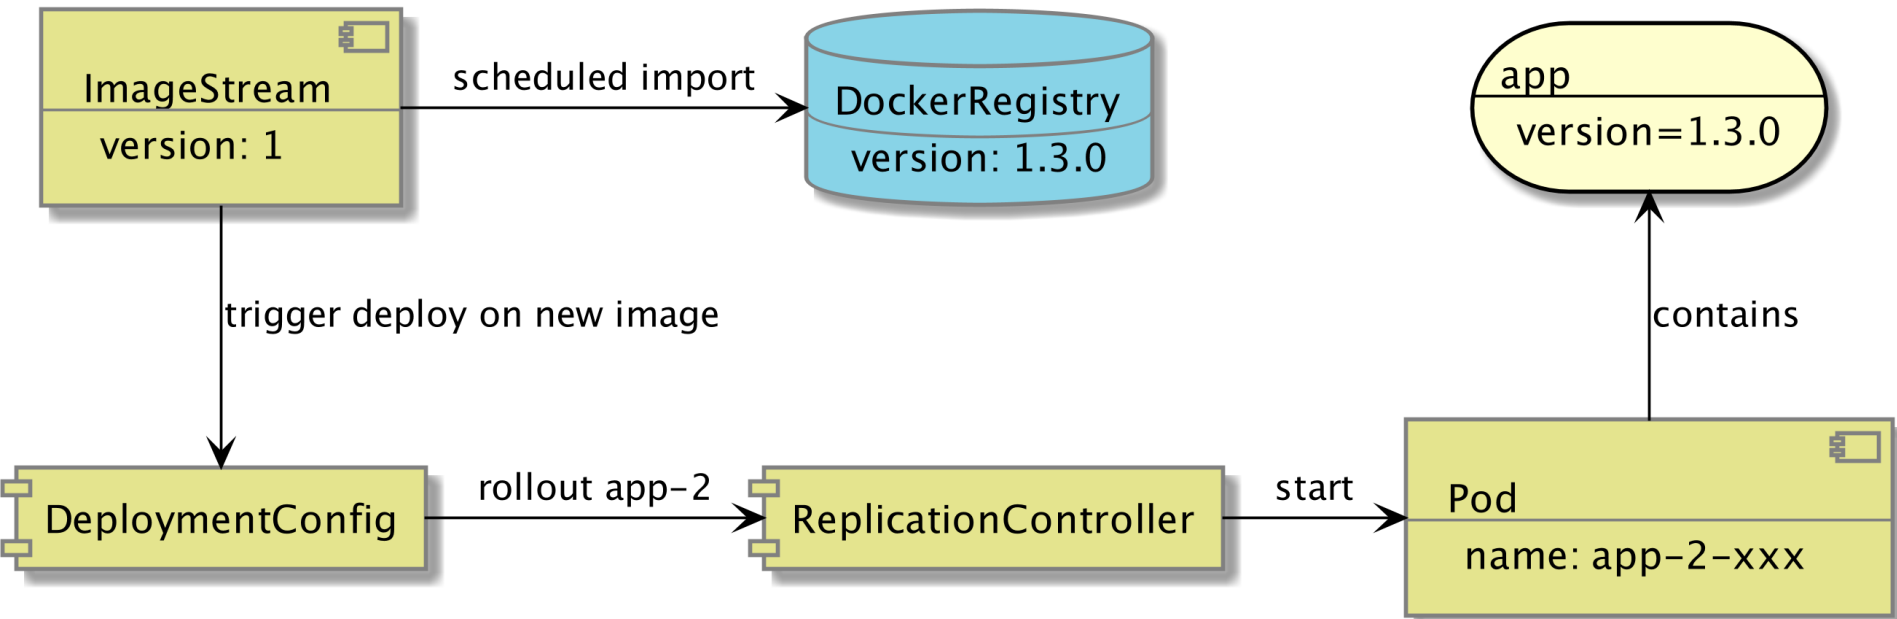 ImageStream
version: 1
scheduled import
DockerRegistry
version: 1.3.0
app
version=1.3.0
trigger deploy on new image
contains
DeploymentConfig
rollout app-2
ReplicationController
start
Pod
name: app-2-xxx